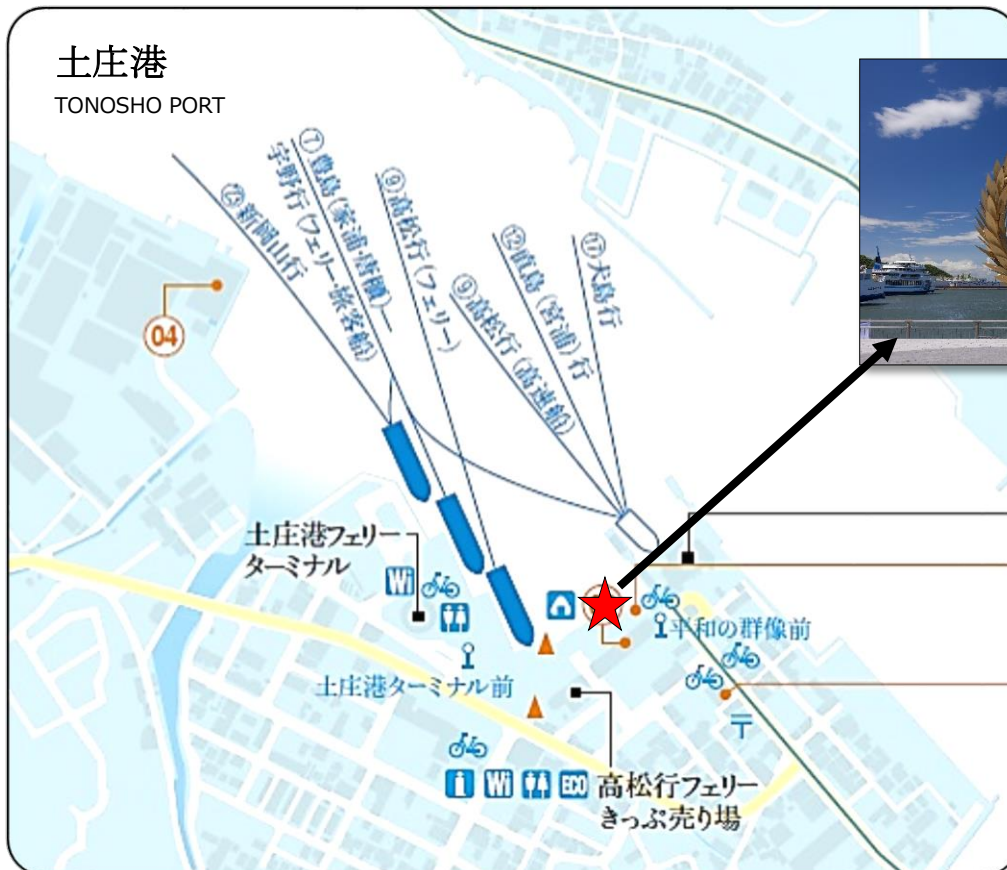 土庄港
TONOSHO PORT
⑦豊島(家浦・唐櫃)―
宇野行(フェリー・旅客船)
新岡山行
⑨高松行(フェリー)
⑨高松行(高速船)
⑫直島(宮浦)行
⑰犬島行
04
土庄港フェリー
ターミナル
Wi
平和の群像前
土庄港ターミナル前
i Wi ECO
高松行フェリー
きっぷ売り場